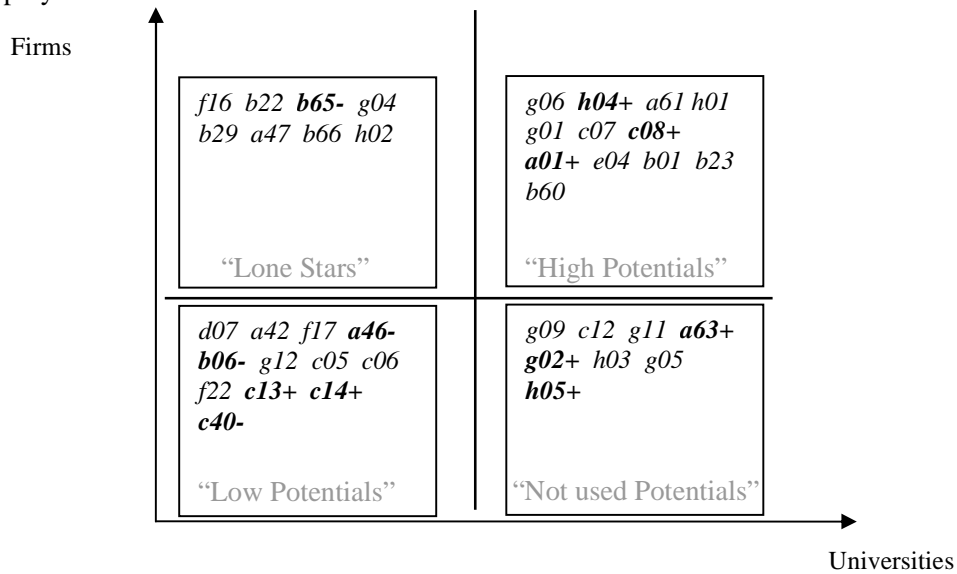 Firms
f16 b22 b65- g04
b29 a47 b66 h02
“Lone Stars”
g06 h04+ a61 h01
g01 c07 c08+
a01+ e04 b01 b23
b60
“High Potentials”
d07 a42 f17 a46-
b06- g12 c05 c06
f22 c13+ c14+
c40-
“Low Potentials”
g09 c12 g11 a63+
g02+ h03 g05
h05+
“Not used Potentials”
Universities